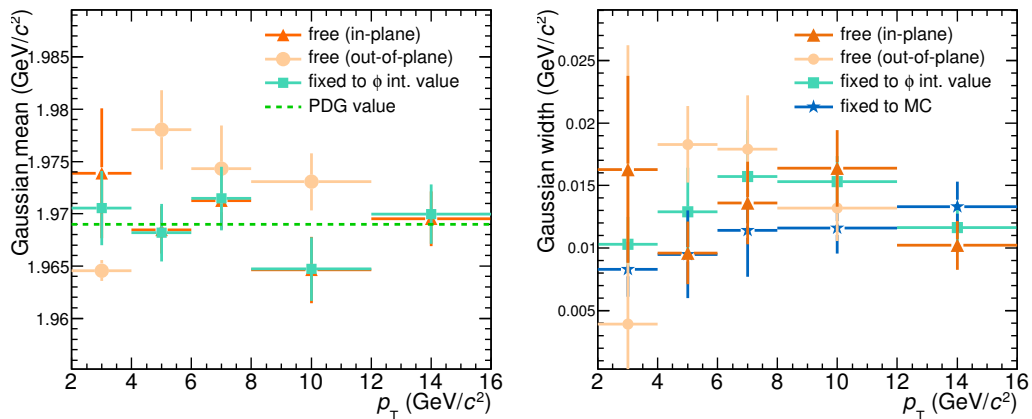 Gaussian mean (GeV/c²)
1.985
1.98
1.975
1.97
1.965
1.96
free (in-plane)
free (out-of-plane)
fixed to ϕ int. value
PDG value
2 4 6 8 10 12 14 16
p_T (GeV/c²)
Gaussian width (GeV/c²)
0.025
0.02
0.015
0.01
0.005
free (in-plane)
free (out-of-plane)
fixed to ϕ int. value
fixed to MC
2 4 6 8 10 12 14 16
p_T (GeV/c²)